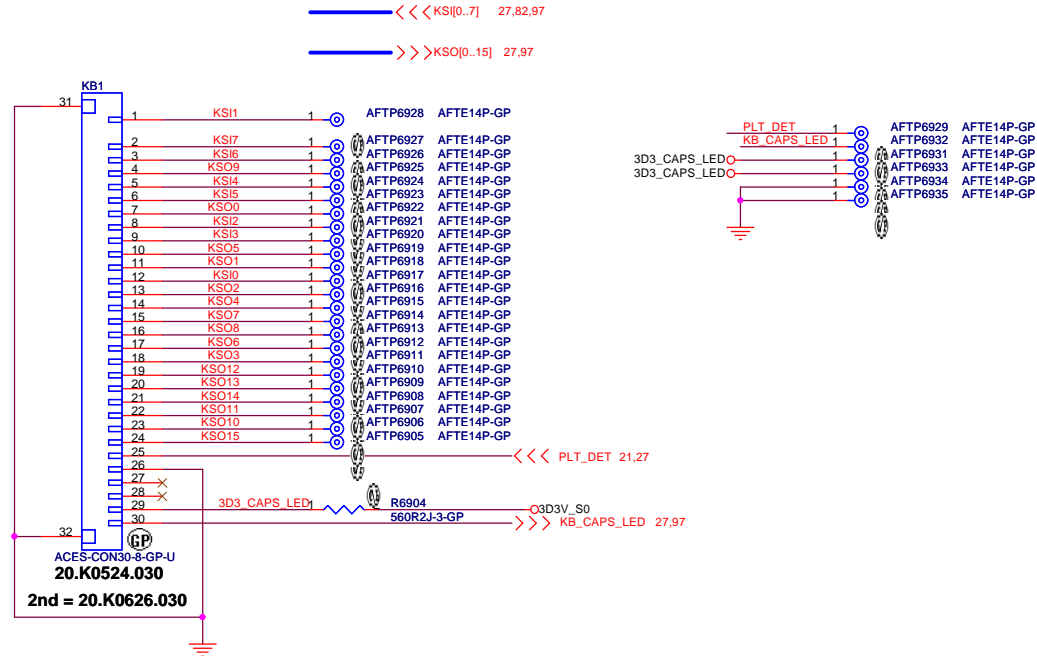 KSI[0..7] 27,82,97
KSO[0..15] 27,97
KB1
31
1 KSI1 1 AFTP6928 AFTE14P-GP
2 KSI7 1 AFTP6927 AFTE14P-GP
3 KSI6 1 AFTP6926 AFTE14P-GP
4 KSO9 1 AFTP6925 AFTE14P-GP
5 KSI4 1 AFTP6924 AFTE14P-GP
6 KSI5 1 AFTP6923 AFTE14P-GP
7 KSO0 1 AFTP6922 AFTE14P-GP
8 KSI2 1 AFTP6921 AFTE14P-GP
9 KSI3 1 AFTP6920 AFTE14P-GP
10 KSO5 1 AFTP6919 AFTE14P-GP
11 KSO1 1 AFTP6918 AFTE14P-GP
12 KSI0 1 AFTP6917 AFTE14P-GP
13 KSO2 1 AFTP6916 AFTE14P-GP
14 KSO4 1 AFTP6915 AFTE14P-GP
15 KSO7 1 AFTP6914 AFTE14P-GP
16 KSO8 1 AFTP6913 AFTE14P-GP
17 KSO6 1 AFTP6912 AFTE14P-GP
18 KSO3 1 AFTP6911 AFTE14P-GP
19 KSO12 1 AFTP6910 AFTE14P-GP
20 KSO13 1 AFTP6909 AFTE14P-GP
21 KSO14 1 AFTP6908 AFTE14P-GP
22 KSO11 1 AFTP6907 AFTE14P-GP
23 KSO10 1 AFTP6906 AFTE14P-GP
24 KSO15 1 AFTP6905 AFTE14P-GP
25 PLT_DET 21,27
26
27
28
29 3D3_CAPS_LED 1 R6904 3D3V_S0
30 560R2J-3-GP KB_CAPS_LED 27,97
32
GP
ACES-CON30-8-GP-U
20.K0524.030
2nd = 20.K0626.030
PLT_DET 1 AFTP6929 AFTE14P-GP
KB_CAPS_LED 1 AFTP6932 AFTE14P-GP
3D3_CAPS_LED 1 AFTP6931 AFTE14P-GP
3D3_CAPS_LED 1 AFTP6933 AFTE14P-GP
1 AFTP6934 AFTE14P-GP
1 AFTP6935 AFTE14P-GP